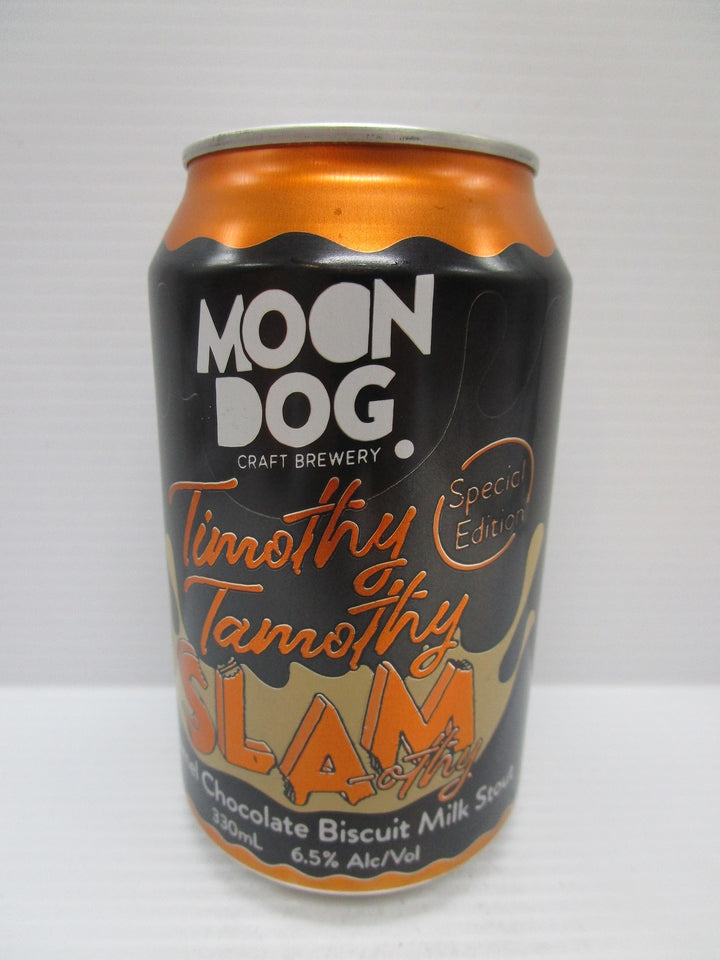 MOON
DOG
CRAFT BREWERY
Special
Edition
Timothy
Tamothy
SLAM
-othy
Chocolate Biscuit Milk Stout
330mL 6.5% Alc/Vol